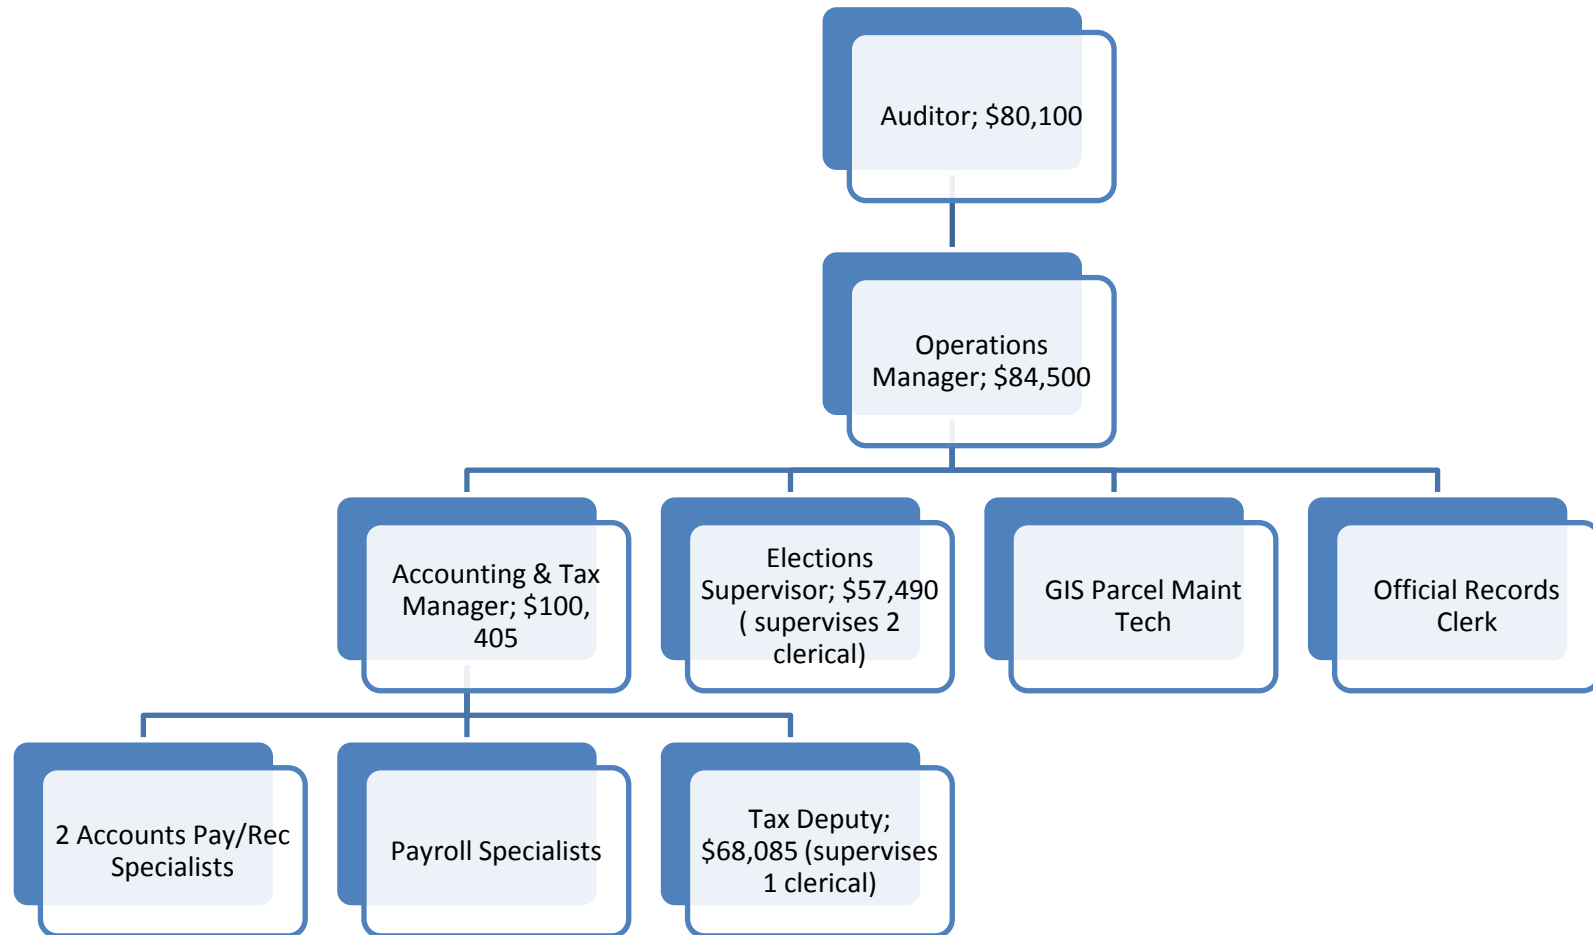 Auditor; $80,100
Operations
Manager; $84,500
Accounting & Tax
Manager; $100,
405
Elections
Supervisor; $57,490
( supervises 2
clerical)
GIS Parcel Maint
Tech
Official Records
Clerk
2 Accounts Pay/Rec
Specialists
Payroll Specialists
Tax Deputy;
$68,085 (supervises
1 clerical)